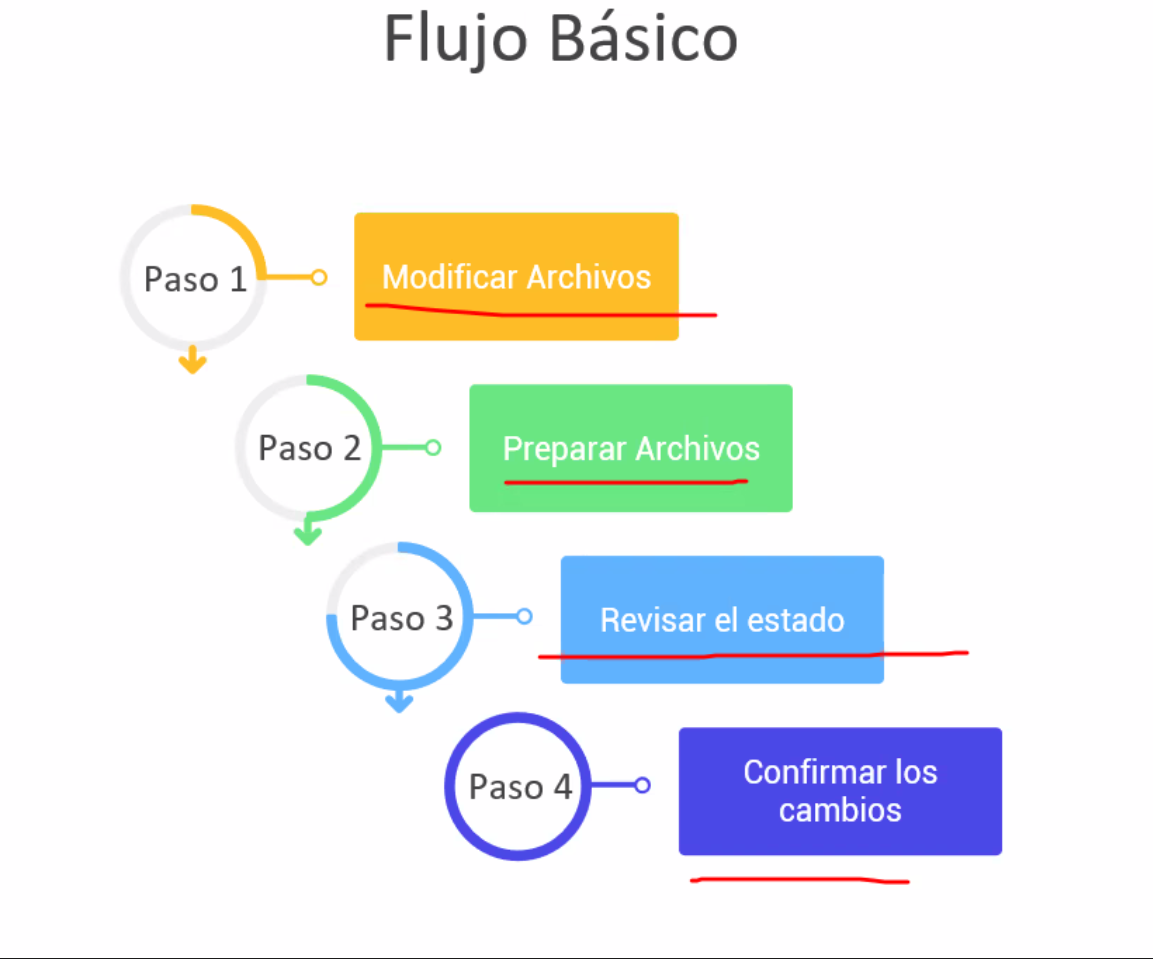 Flujo Básico
Paso 1
Modificar Archivos
Paso 2
Preparar Archivos
Paso 3
Revisar el estado
Paso 4
Confirmar los
cambios